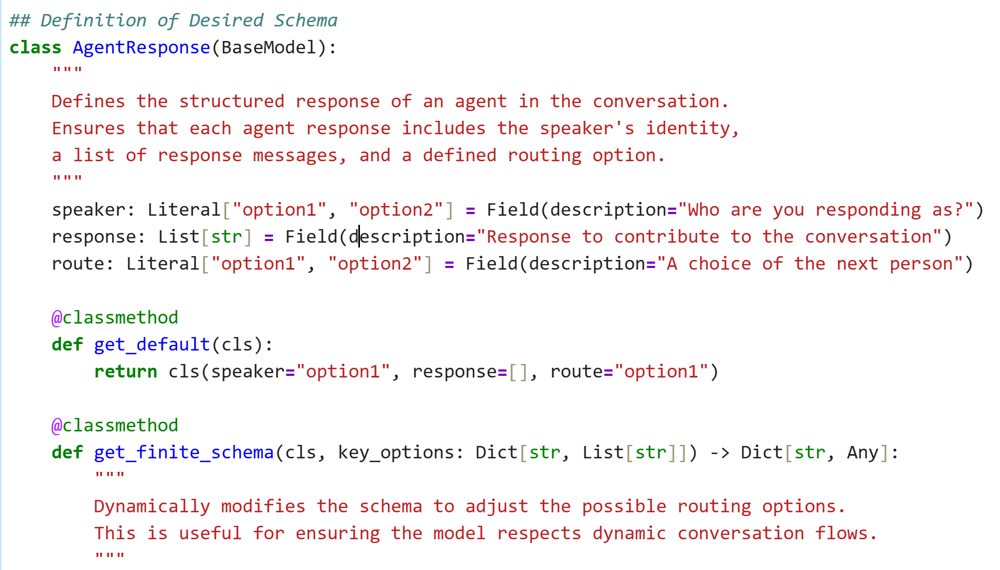 ## Definition of Desired Schema
class AgentResponse(BaseModel):
    """
    Defines the structured response of an agent in the conversation.
    Ensures that each agent response includes the speaker's identity,
    a list of response messages, and a defined routing option.
    """
    speaker: Literal["option1", "option2"] = Field(description="Who are you responding as?")
    response: List[str] = Field(description="Response to contribute to the conversation")
    route: Literal["option1", "option2"] = Field(description="A choice of the next person")

    @classmethod
    def get_default(cls):
        return cls(speaker="option1", response=[], route="option1")

    @classmethod
    def get_finite_schema(cls, key_options: Dict[str, List[str]]) -> Dict[str, Any]:
        """
        Dynamically modifies the schema to adjust the possible routing options.
        This is useful for ensuring the model respects dynamic conversation flows.
        """